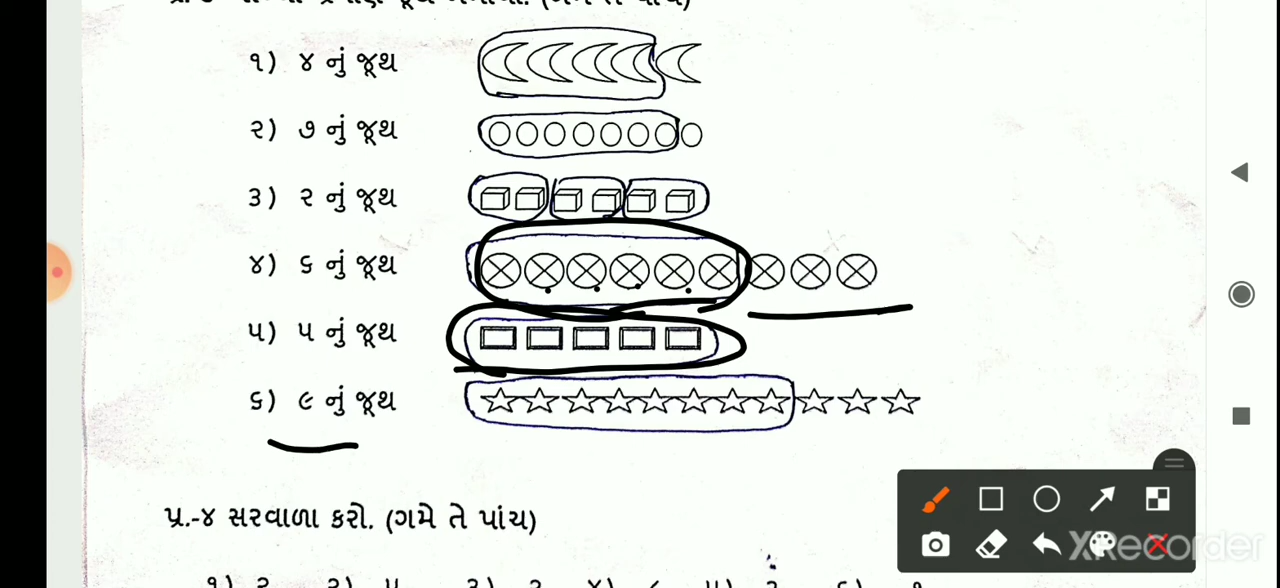 ૧) ૪ નું જૂથ
૨) ૭ નું જૂથ
૩) ૨ નું જૂથ
૪) ૬ નું જૂથ
૫) ૫ નું જૂથ
૬) ૯ નું જૂથ
પ્ર.-૪ સરવાળા કરો. (ગમે તે પાંચ)
XRecorder